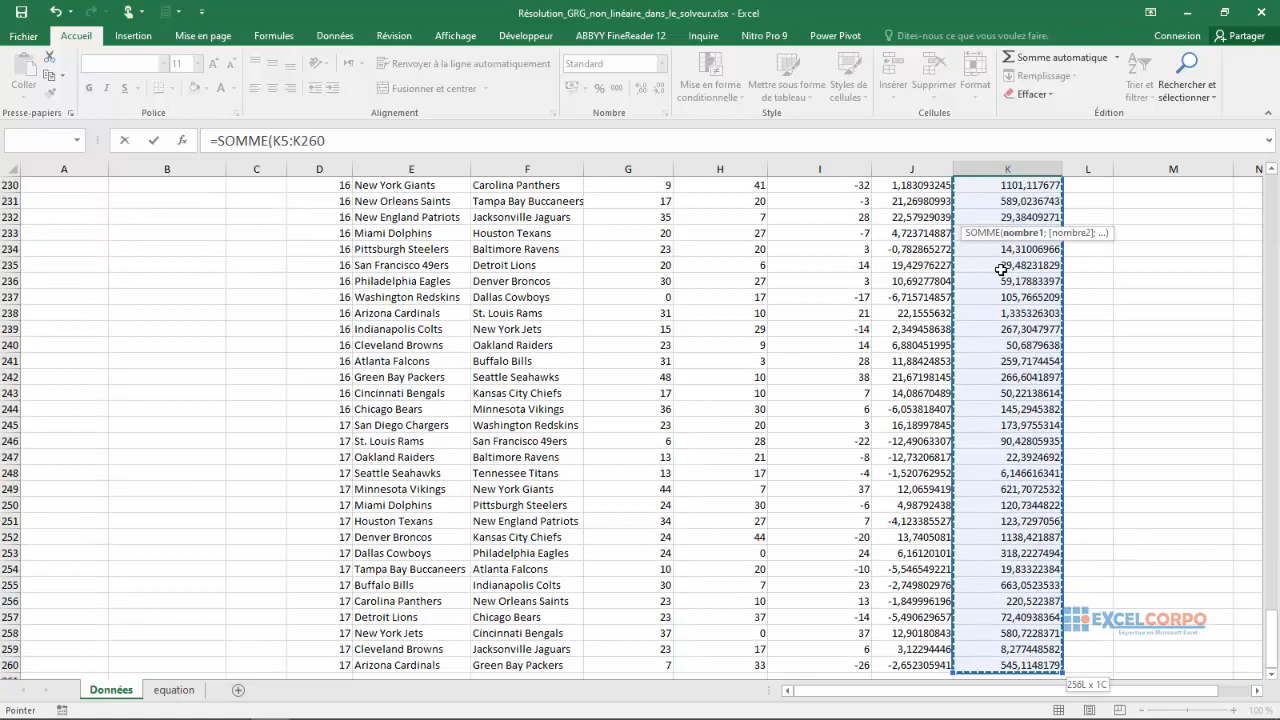 Résolution_GRG_non_linéaire_dans_le_solveur.xlsx - Excel
Fichier Accueil Insertion Mise en page Formules Données Révision Affichage Développeur ABBYY FineReader 12 Inquire Nitro Pro 9 Power Pivot Dites-nous ce que vous voulez faire. Connexion Partager
11 Renvoyer à la ligne automatiquement Standard Somme automatique
Remplissage
G I S Fusionner et centrer % 000 Effacer
Coller Mise en forme conditionnelle Mettre sous forme de tableau Styles de cellules Insérer Supprimer Format Trier et filtrer Rechercher et sélectionner
Presse-papiers Police Alignement Nombre Style Cellules Édition
=SOMME(K5:K260
A B C D E F G H I J K L M N
230 16 New York Giants Carolina Panthers 9 41 -32 1,183093245 1101,117677
231 16 New Orleans Saints Tampa Bay Buccaneers 17 20 -3 21,26980993 589,0236743
232 16 New England Patriots Jacksonville Jaguars 35 7 28 22,57929039 29,38409271
233 16 Miami Dolphins Houston Texans 20 27 -7 4,723714887
SOMME(nombre1; [nombre2]; ...)
234 16 Pittsburgh Steelers Baltimore Ravens 23 20 3 -0,782865272 14,31006966
235 16 San Francisco 49ers Detroit Lions 20 6 14 19,42976227 29,48231829
236 16 Philadelphia Eagles Denver Broncos 30 27 3 10,69277804 59,17883397
237 16 Washington Redskins Dallas Cowboys 0 17 -17 -6,715714857 105,7665209
238 16 Arizona Cardinals St. Louis Rams 31 10 21 22,1555632 1,335326303
239 16 Indianapolis Colts New York Jets 15 29 -14 2,349458638 267,3047977
240 16 Cleveland Browns Oakland Raiders 23 9 14 6,880451995 50,6879638
241 16 Atlanta Falcons Buffalo Bills 31 3 28 11,88424853 259,7174454
242 16 Green Bay Packers Seattle Seahawks 48 10 38 21,67198145 266,6041897
243 16 Cincinnati Bengals Kansas City Chiefs 17 10 7 14,08670489 50,22138614
244 16 Chicago Bears Minnesota Vikings 36 30 6 -6,053818407 145,2945382
245 17 San Diego Chargers Washington Redskins 23 20 3 16,18997845 173,9755314
246 17 St. Louis Rams San Francisco 49ers 6 28 -22 -12,49063307 90,42805935
247 17 Oakland Raiders Baltimore Ravens 13 21 -8 -12,73206817 22,3924692
248 17 Seattle Seahawks Tennessee Titans 13 17 -4 -1,520762952 6,146616341
249 17 Minnesota Vikings New York Giants 44 7 37 12,0659419 621,7072532
250 17 Miami Dolphins Pittsburgh Steelers 24 30 -6 4,98792438 120,7344822
251 17 Houston Texans New England Patriots 34 27 7 -4,123385527 123,7297056
252 17 Denver Broncos Kansas City Chiefs 24 44 -20 13,7405081 1138,421887
253 17 Dallas Cowboys Philadelphia Eagles 24 0 24 6,16120101 318,2227494
254 17 Tampa Bay Buccaneers Atlanta Falcons 10 20 -10 -5,546549221 19,83322384
255 17 Buffalo Bills Indianapolis Colts 30 7 23 -2,749802976 663,0523533
256 17 Carolina Panthers New Orleans Saints 23 10 13 -1,849996196 220,522387
257 17 Detroit Lions Chicago Bears 23 37 -14 -5,490629657 72,40938364
258 17 New York Jets Cincinnati Bengals 37 0 37 12,90180843 580,7228371
259 17 Cleveland Browns Jacksonville Jaguars 23 17 6 3,12294446 8,277448582
260 17 Arizona Cardinals Green Bay Packers 7 33 -26 -2,652305941 545,1148179
EXCELCORPO
Expertise en Microsoft Excel
256L x 1C
Données equation
Pointer 100 %